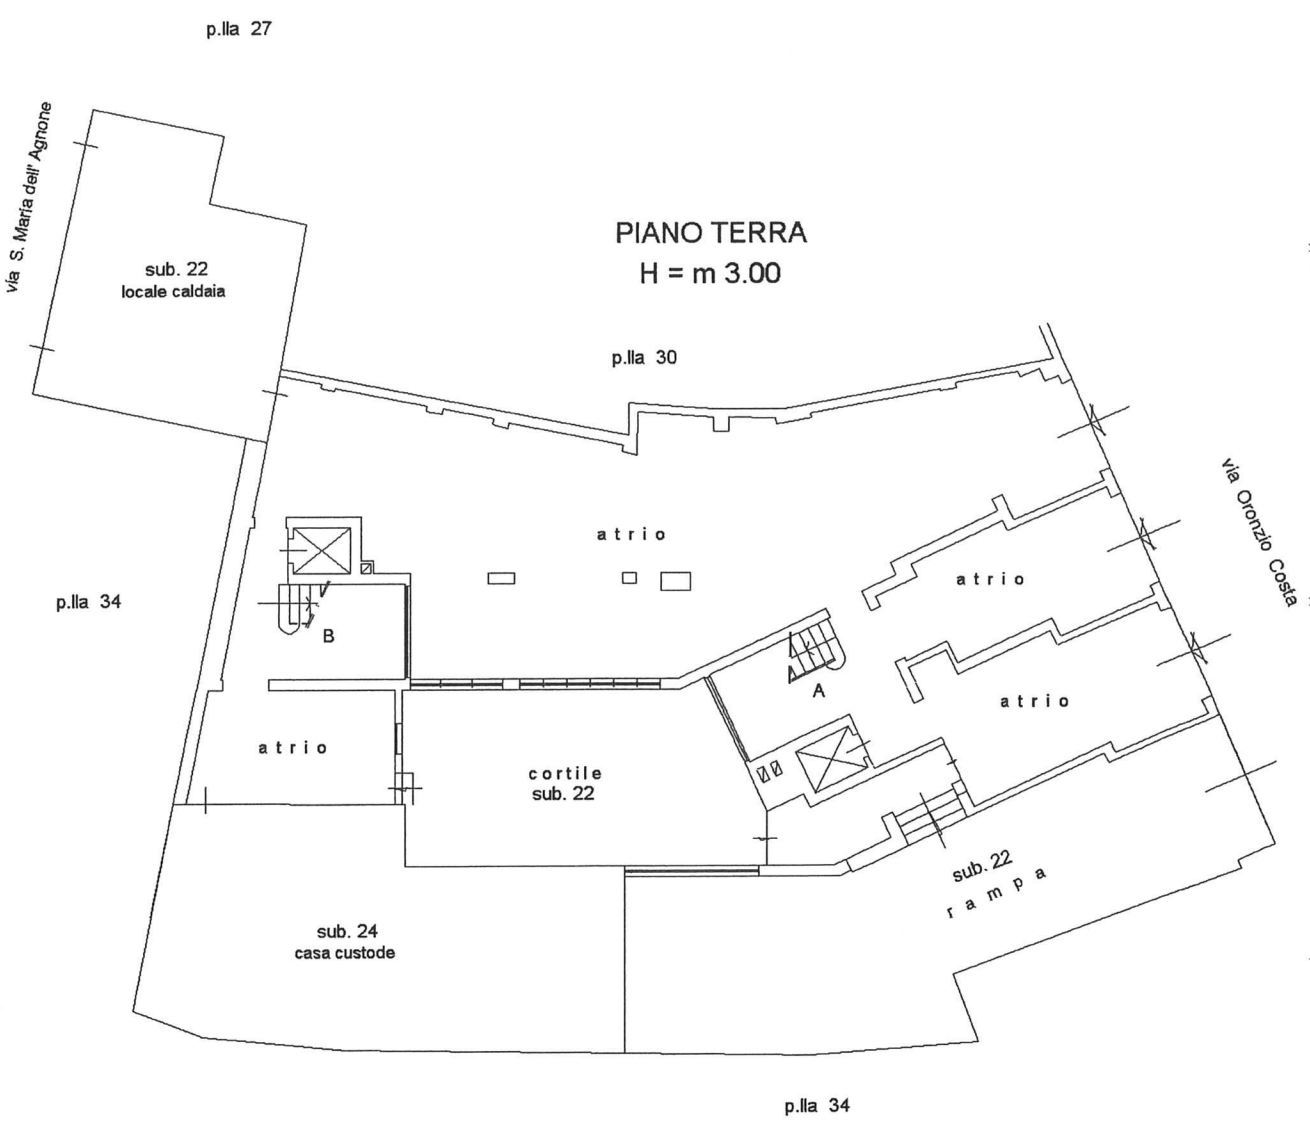 p.lla 27
via S. Maria dell' Agnone
PIANO TERRA
H = m 3.00
sub. 22
locale caldaia
p.lla 30
via Oronzio Costa
atrio
atrio
p.lla 34
B
A
atrio
atrio
cortile
sub. 22
sub. 22
rampa
sub. 24
casa custode
p.lla 34